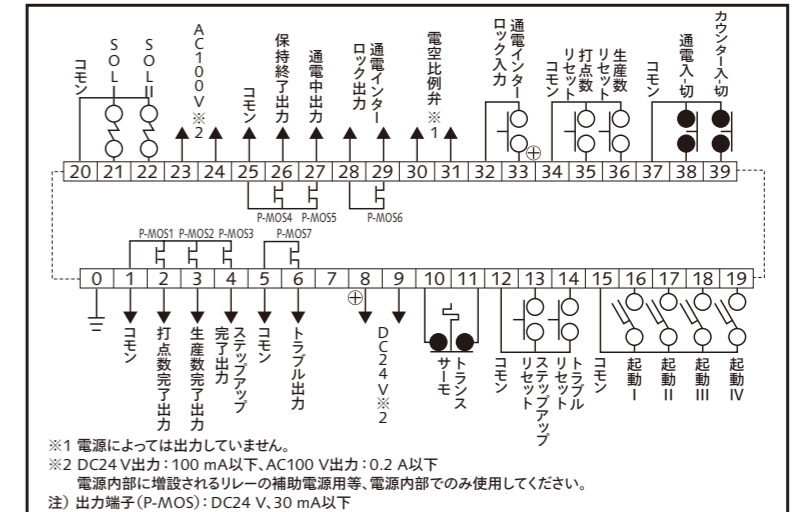 コモン
SOL I
SOL II
AC100V※2
コモン
保持終了出力
通電中出力
通電インター
ロック出力
電空比例弁※1
通電インター
ロック入力
コモン
打点数
リセット
生産数
リセット
コモン
通電入-切
カウンター入-切
20 21 22 23 24 25 26 27 28 29 30 31 32 33 34 35 36 37 38 39
P-MOS4 P-MOS5 P-MOS6
P-MOS1 P-MOS2 P-MOS3 P-MOS7
0 1 2 3 4 5 6 7 8 9 10 11 12 13 14 15 16 17 18 19
コモン
打点数完了出力
生産数完了出力
ステップアップ
完了出力
コモン
トラブル出力
DC24V※2
トランス
サーモ
コモン
ステップアップ
リセット
トラブル
リセット
コモン
起動I
起動II
起動III
起動IV
※1 電源によっては出力していません。
※2 DC24 V出力：100 mA以下、AC100 V出力：0.2 A以下
電源内部に増設されるリレーの補助電源用等、電源内部でのみ使用してください。
注）出力端子（P-MOS）：DC24 V、30 mA以下